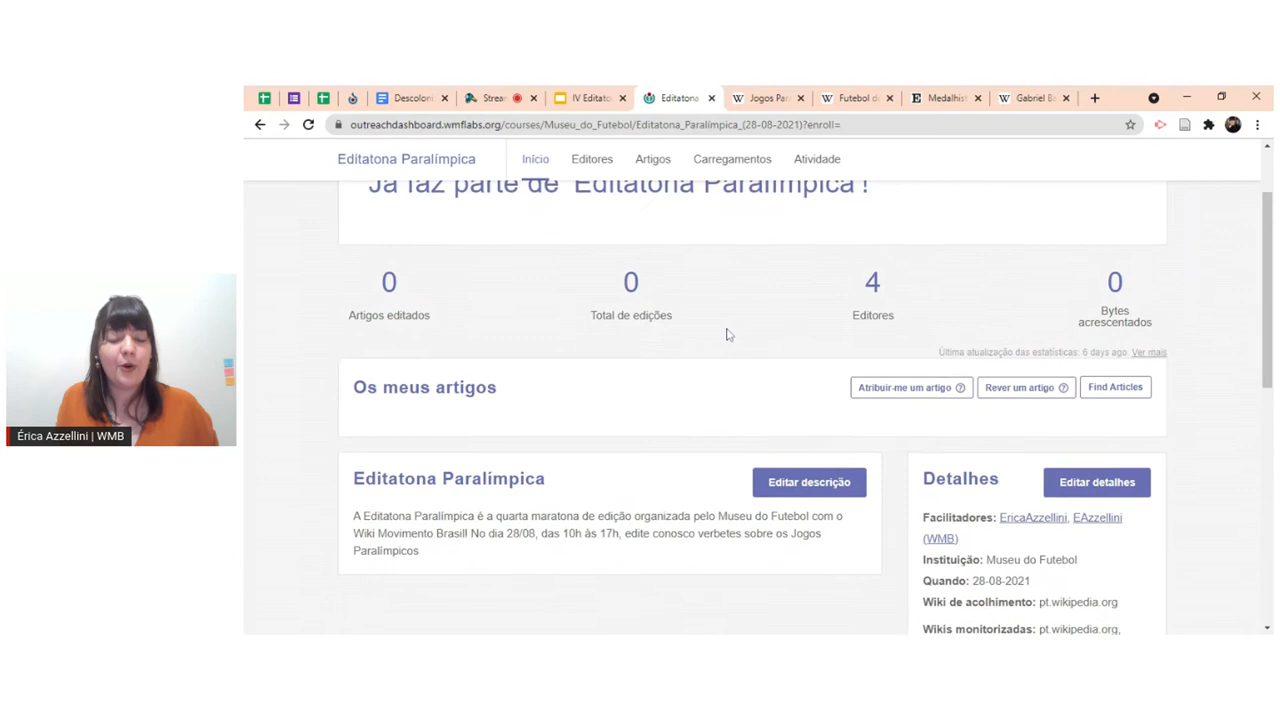 Descoloni
Strea
IV Editato
Editatona
Jogos Par
Futebol d
Medalhist
Gabriel B
outreachdashboard.wmflabs.org/courses/Museu_do_Futebol/Editatona_Paralímpica_(28-08-2021)?enroll=
Editatona Paralímpica
Início
Editores
Artigos
Carregamentos
Atividade
Já faz parte de 'Editatona Paralímpica'!
0
Artigos editados
0
Total de edições
4
Editores
0
Bytes
acrescentados
Última atualização das estatísticas: 6 days ago. Ver mais
Os meus artigos
Atribuir-me um artigo ?
Rever um artigo ?
Find Articles
Editatona Paralímpica
Editar descrição
A Editatona Paralímpica é a quarta maratona de edição organizada pelo Museu do Futebol com o
Wiki Movimento Brasil! No dia 28/08, das 10h às 17h, edite conosco verbetes sobre os Jogos
Paralímpicos
Detalhes
Editar detalhes
Facilitadores: EricaAzzellini, EAzzellini
(WMB)
Instituição: Museu do Futebol
Quando: 28-08-2021
Wiki de acolhimento: pt.wikipedia.org
Wikis monitorizadas: pt.wikipedia.org,
Érica Azzellini | WMB